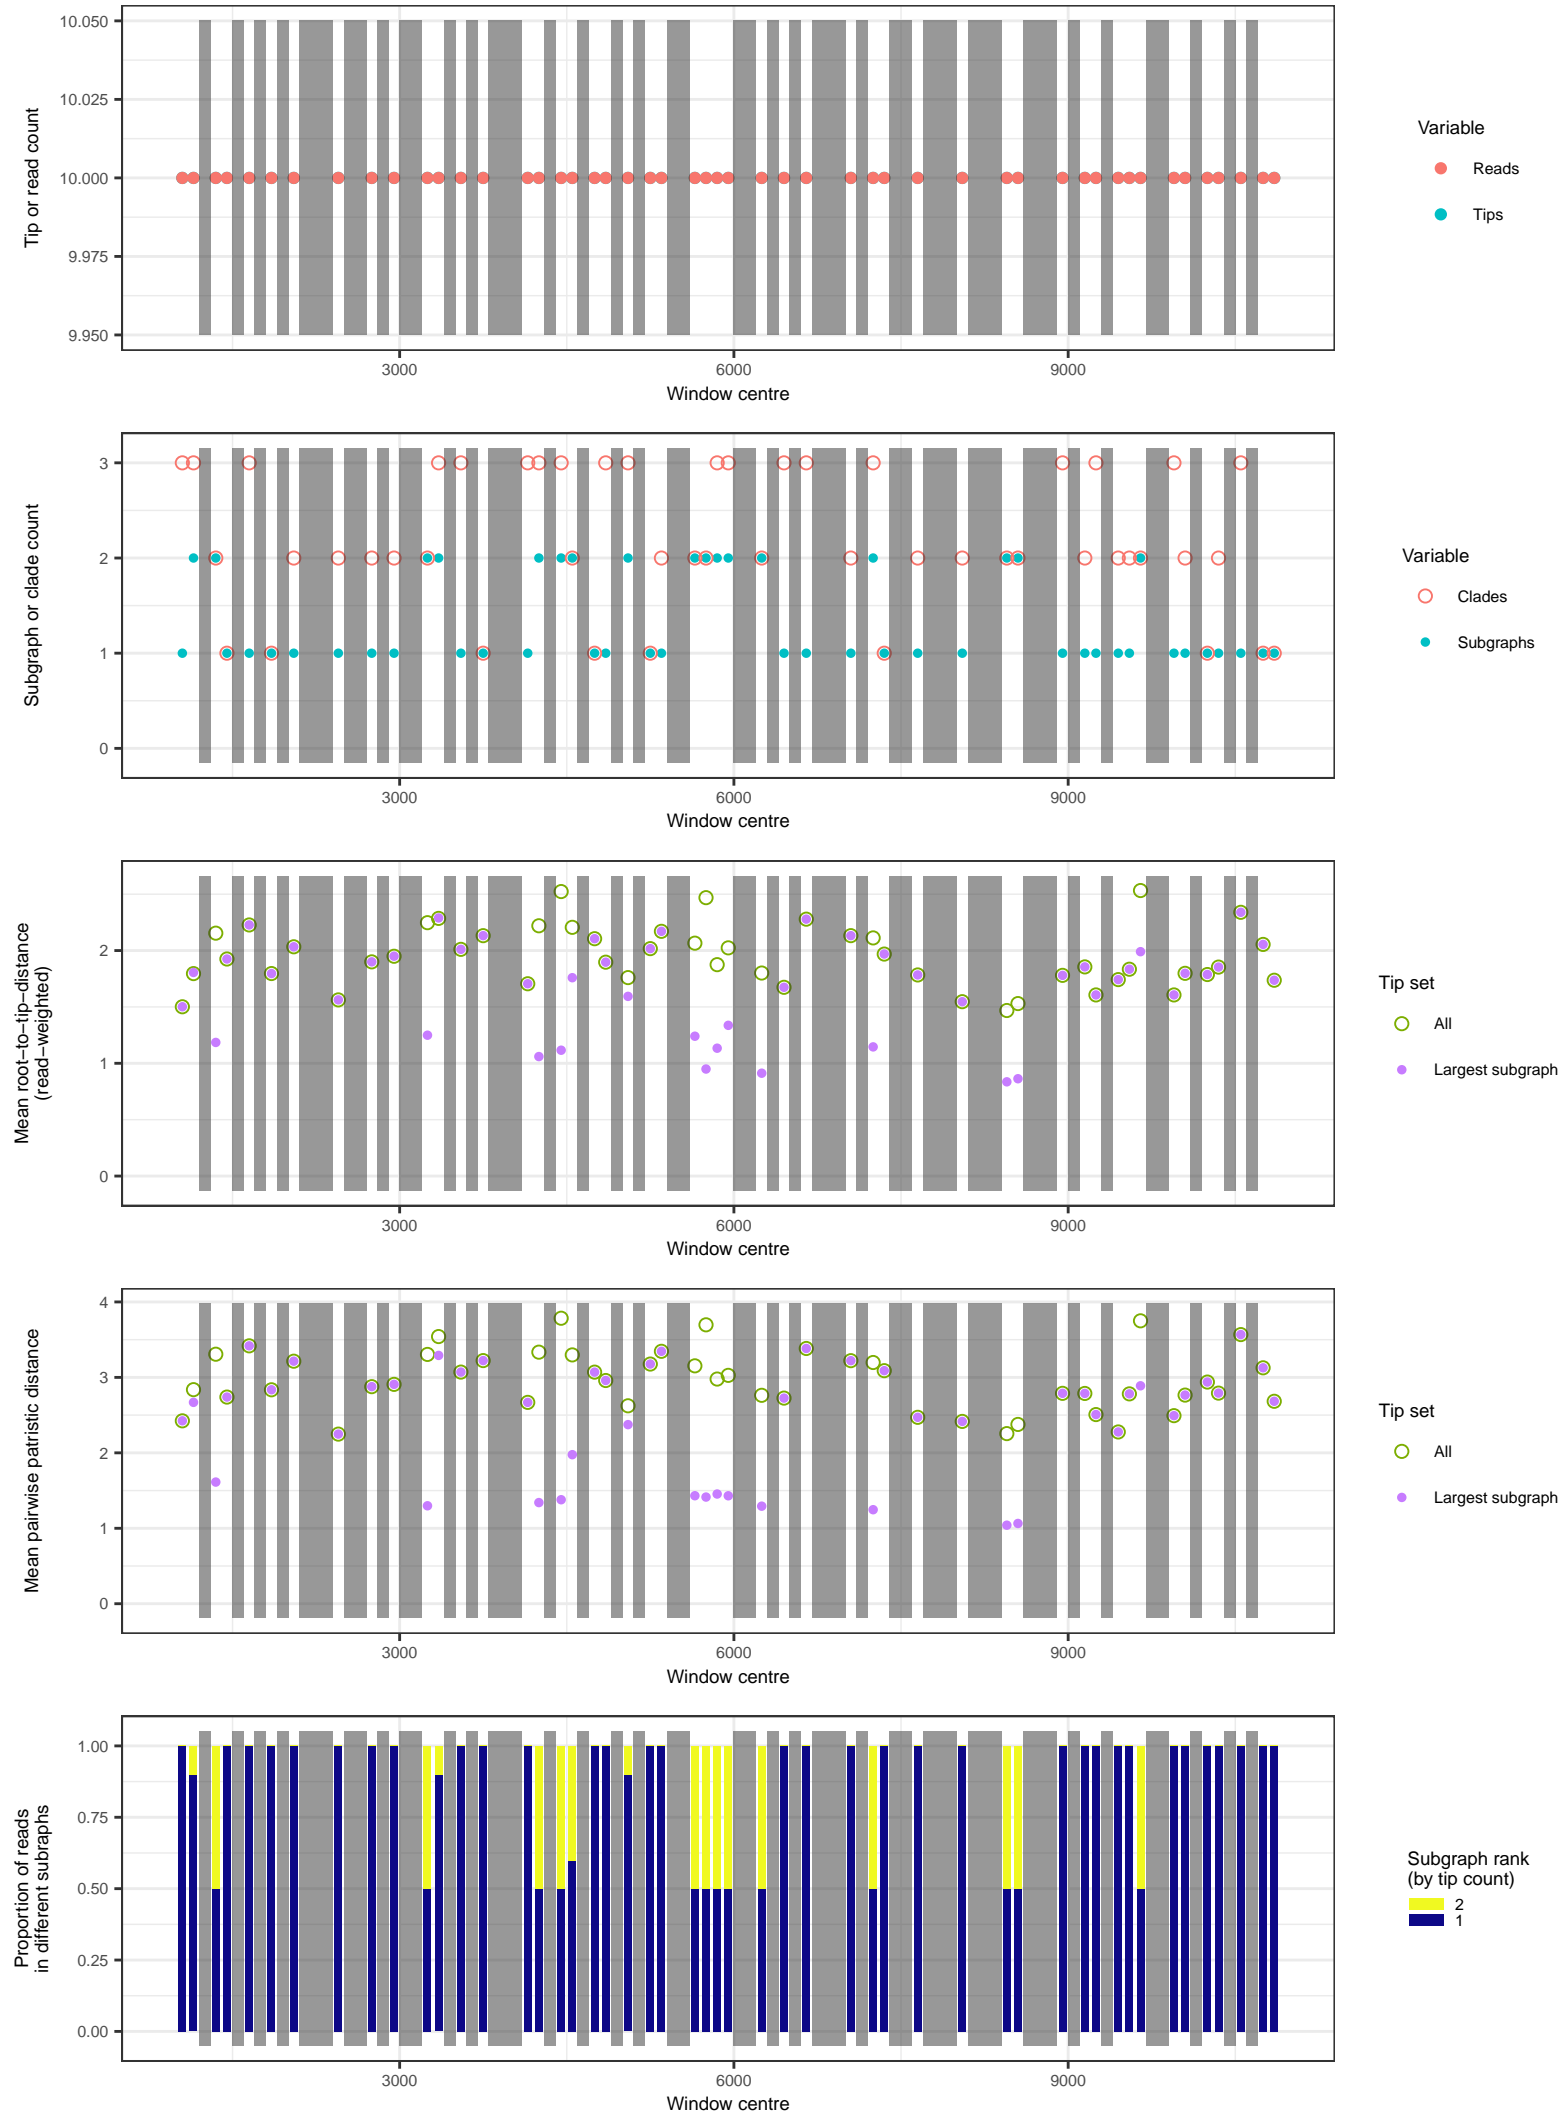 10.050
10.025
10.000
9.975
9.950
Tip or read count
3000 6000 9000
Window centre
Variable
Reads
Tips
3
2
1
0
Subgraph or clade count
3000 6000 9000
Window centre
Variable
Clades
Subgraphs
2
1
0
Mean root−to−tip−distance
(read−weighted)
3000 6000 9000
Window centre
Tip set
All
Largest subgraph
4
3
2
1
0
Mean pairwise patristic distance
3000 6000 9000
Window centre
Tip set
All
Largest subgraph
1.00
0.75
0.50
0.25
0.00
Proportion of reads
in different subraphs
3000 6000 9000
Window centre
Subgraph rank
(by tip count)
2
1